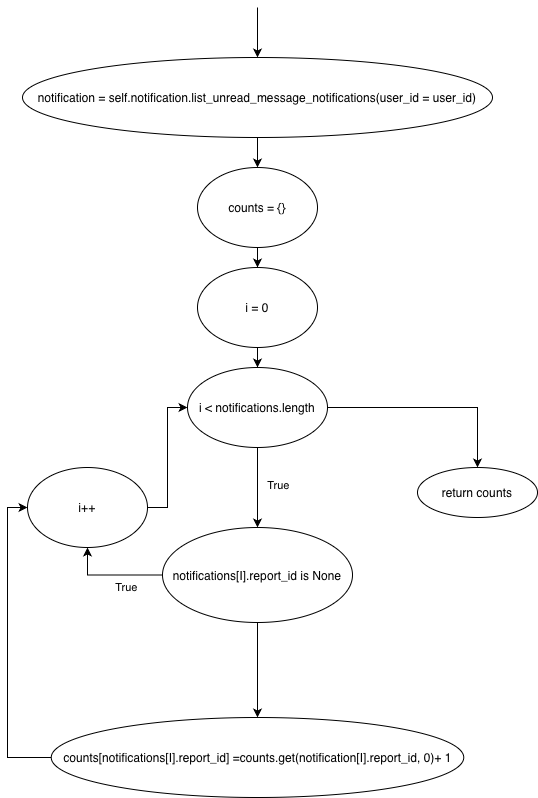 notification = self.notification.list_unread_message_notifications(user_id = user_id)
counts = {}
i = 0
i < notifications.length
True
return counts
i++
notifications[I].report_id is None
True
counts[notifications[I].report_id] =counts.get(notification[I].report_id, 0)+ 1